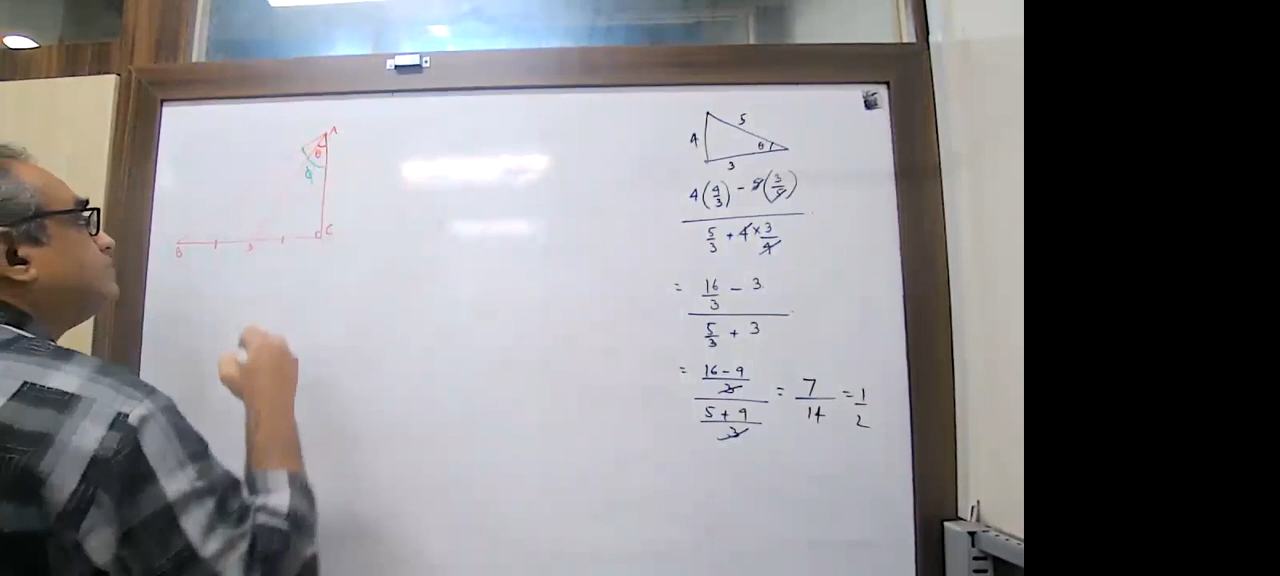 A
θ
φ
C
B
D
5
4
θ
3
4(4/3) - 5(3/5)
5/3 + 4 × 3/4
= 16/3 - 3
5/3 + 3
= (16 - 9)/3
(5 + 9)/3
= 7/14 = 1/2